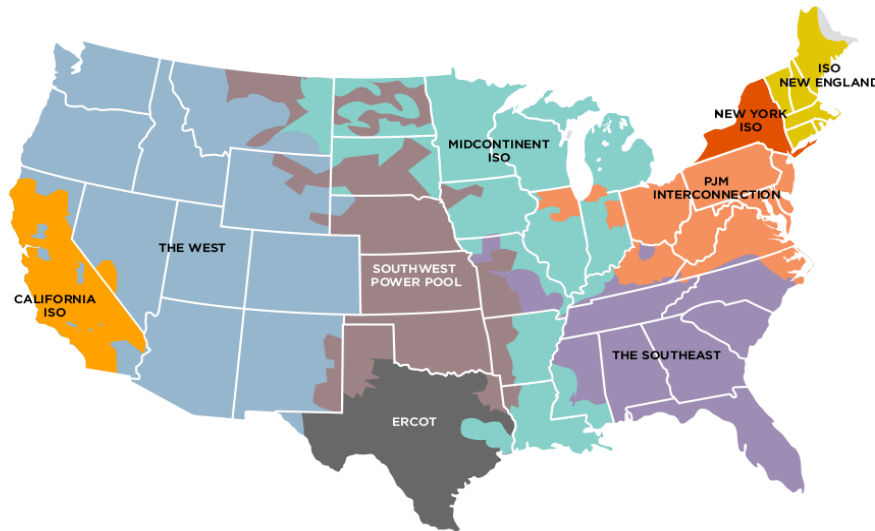 ISO
NEW ENGLAND
NEW YORK
ISO
MIDCONTINENT
ISO
PJM
INTERCONNECTION
THE WEST
SOUTHWEST
POWER POOL
CALIFORNIA
ISO
THE SOUTHEAST
ERCOT